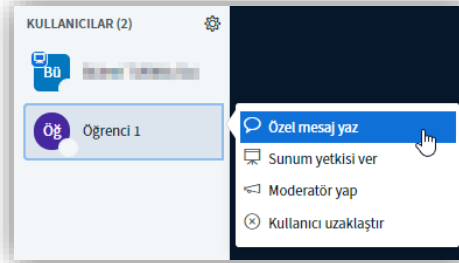 KULLANICILAR (2)
Bü
Öğ Öğrenci 1
Özel mesaj yaz
Sunum yetkisi ver
Moderatör yap
Kullanıcı uzaklaştır